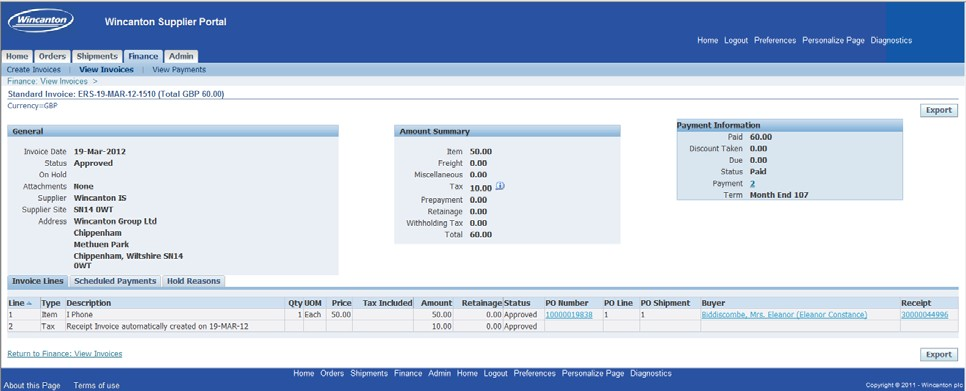 Wincanton
Wincanton Supplier Portal
Home Logout Preferences Personalize Page Diagnostics
Home Orders Shipments Finance Admin
Create Invoices | View Invoices | View Payments
Finance: View Invoices >
Standard Invoice: ERS-19-MAR-12-1510 (Total GBP 60.00)
Currency=GBP
Export
General
Invoice Date 19-Mar-2012
Status Approved
On Hold
Attachments None
Supplier Wincanton IS
Supplier Site SN14 0WT
Address Wincanton Group Ltd
Chippenham
Methuen Park
Chippenham, Wiltshire SN14
0WT
Amount Summary
Item 50.00
Freight 0.00
Miscellaneous 0.00
Tax 10.00
Prepayment 0.00
Retainage 0.00
Withholding Tax 0.00
Total 60.00
Payment Information
Paid 60.00
Discount Taken 0.00
Due 0.00
Status Paid
Payment 2
Term Month End 107
Invoice Lines Scheduled Payments Hold Reasons
Line Type Description Qty UOM Price Tax Included Amount Retainage Status PO Number PO Line PO Shipment Buyer Receipt
1 Item I Phone 1 Each 50.00 50.00 0.00 Approved 10000019838 1 1 Biddiscombe, Mrs. Eleanor (Eleanor Constance) 30000044996
2 Tax Receipt Invoice automatically created on 19-MAR-12 10.00 0.00 Approved
Return to Finance: View Invoices
Export
Home Orders Shipments Finance Admin Home Logout Preferences Personalize Page Diagnostics
About this Page Terms of use
Copyright © 2011 - Wincanton plc